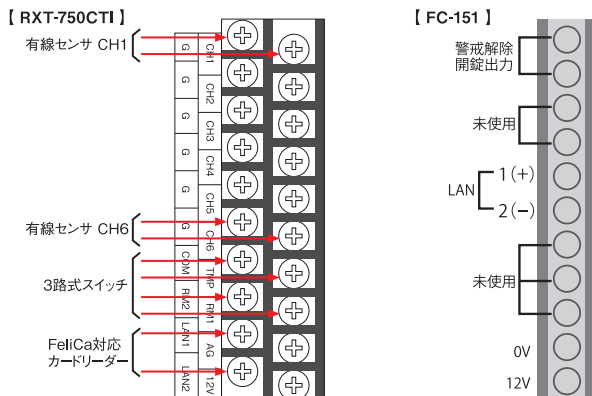 【 RXT-750CTI 】
有線センサ CH1
有線センサ CH6
3路式スイッチ
FeliCa対応
カードリーダー
G
G
G
G
G
G
COM
RM2
LAN1
LAN2
CH1
CH2
CH3
CH4
CH5
CH6
TMP
RM1
AG
12V
【 FC-151 】
警戒解除
開錠出力
未使用
LAN
1(+)
2(−)
未使用
0V
12V